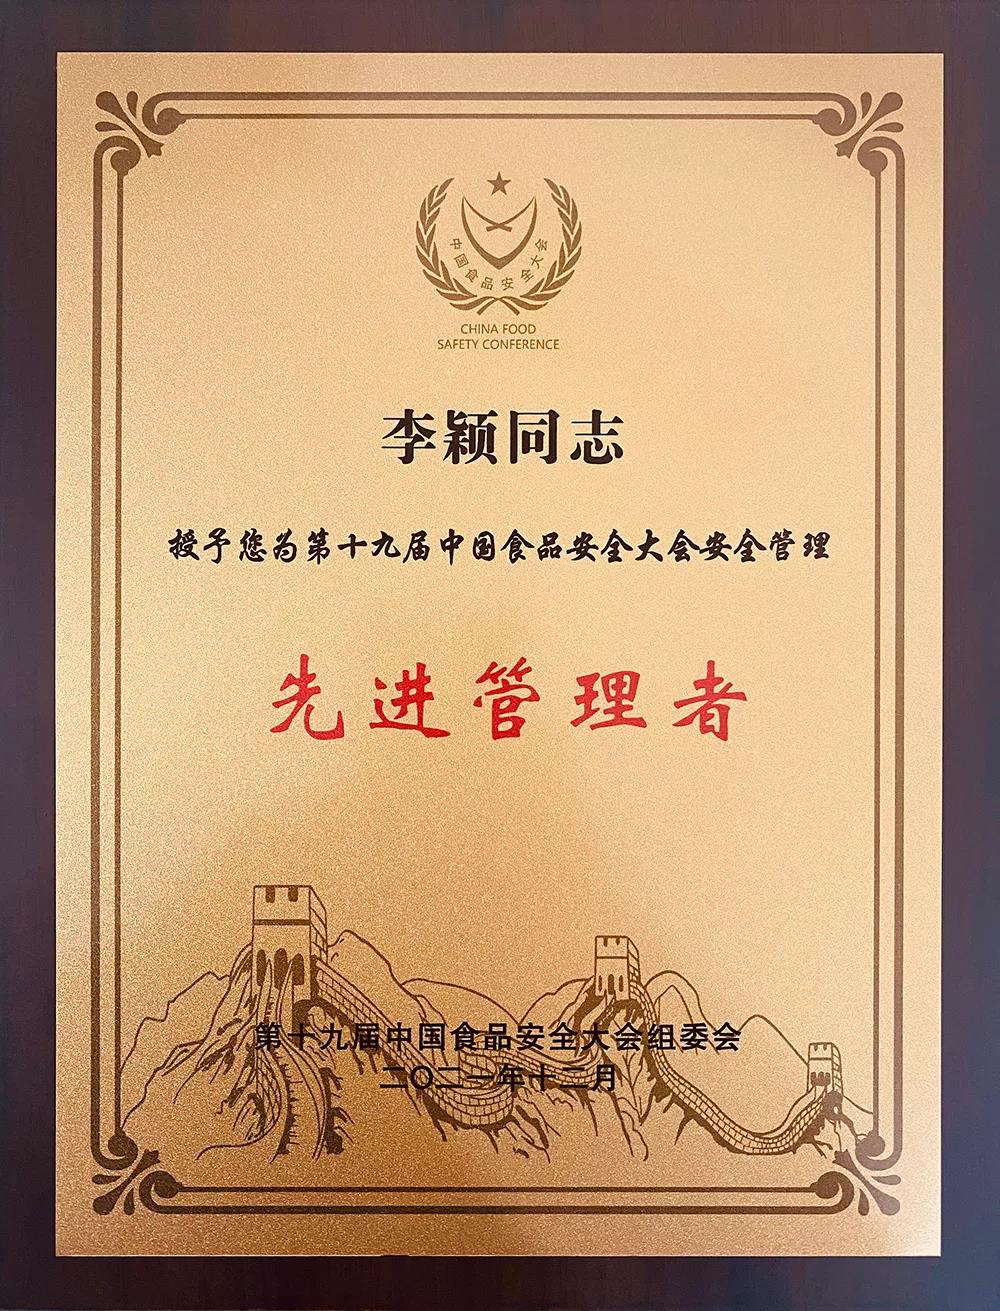 中国食品安全大会
CHINA FOOD
SAFETY CONFERENCE
李颖同志
授予您为第十九届中国食品安全大会安全管理
先进管理者
第十九届中国食品安全大会组委会
二〇二一年十二月